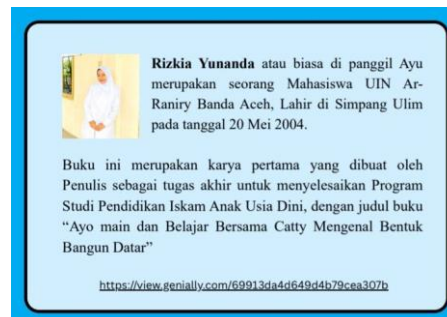 Rizkia Yunanda atau biasa di panggil Ayu
merupakan seorang Mahasiswa UIN Ar-
Raniry Banda Aceh, Lahir di Simpang Ulim
pada tanggal 20 Mei 2004.
Buku ini merupakan karya pertama yang dibuat oleh
Penulis sebagai tugas akhir untuk menyelesaikan Program
Studi Pendidikan Iskam Anak Usia Dini, dengan judul buku
“Ayo main dan Belajar Bersama Catty Mengenal Bentuk
Bangun Datar”
https://view.genially.com/69913da4d649d4b79cea307b